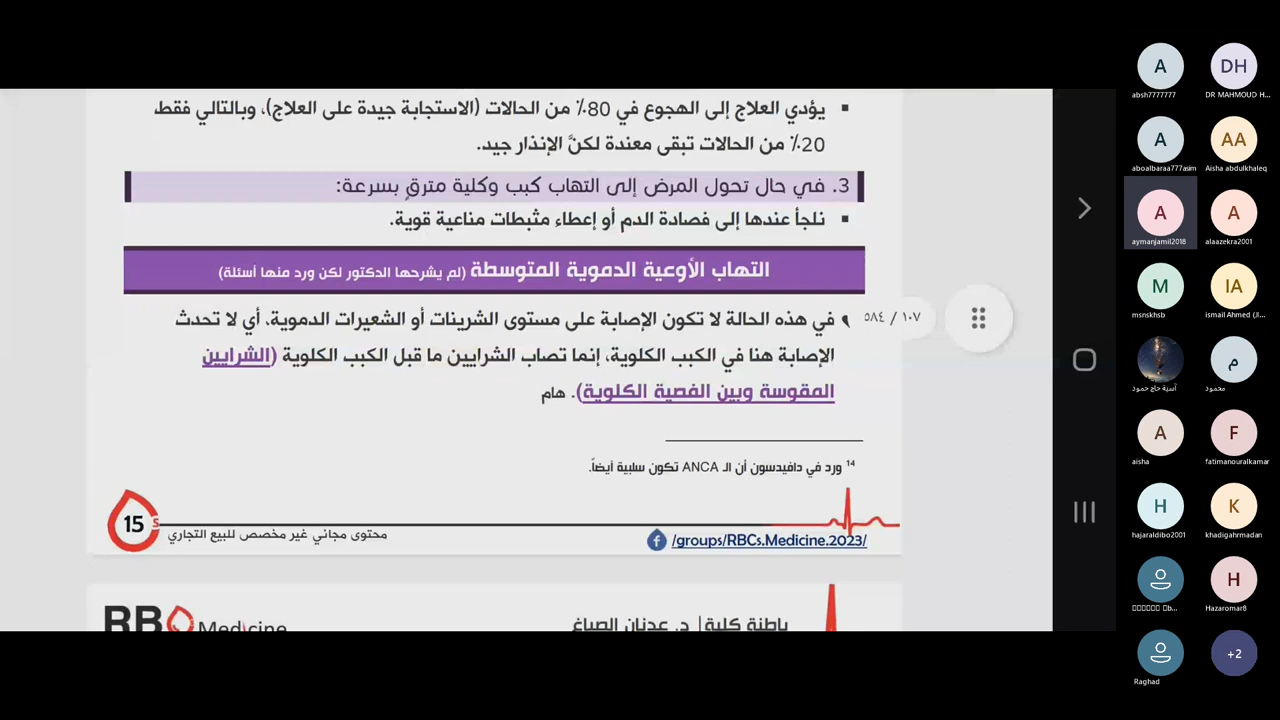 يؤدي العلاج إلى الهجوع في 80٪ من الحالات (الاستجابة جيدة على العلاج)، وبالتالي فقط
20٪ من الحالات تبقى معندة لكنَّ الإنذار جيد.
3. في حال تحول المرض إلى التهاب كبب وكلية مترقٍ بسرعة:
نلجأ عندها إلى فصادة الدم أو إعطاء مثبطات مناعية قوية.
التهاب الأوعية الدموية المتوسطة (لم يشرحها الدكتور لكن ورد منها أسئلة)
في هذه الحالة لا تكون الإصابة على مستوى الشرينات أو الشعيرات الدموية، أي لا تحدث
الإصابة هنا في الكبب الكلوية، إنما تصاب الشرايين ما قبل الكبب الكلوية (الشرايين
المقوسة وبين الفصية الكلوية). هام
١٠٧ / ٥٨٤
14 ورد في دافيدسون أن الـ ANCA تكون سلبية أيضاً.
15
محتوى مجاني غير مخصص للبيع التجاري
/groups/RBCs.Medicine.2023/
RB Medicine
باطنة كلية| د. عدنان الصباغ
A
absh7777777
DH
DR MAHMOUD H...
A
aboalbaraa777asim
AA
Aisha abdulkhaleq
A
aymanjamil2018
A
alaazekra2001
M
msnskhsb
IA
ismail Ahmed (Jl...
آسية حاج حمود
م
محمود
A
aisha
F
fatimanouralkamar
H
hajaraldibo2001
K
khadigahrmadan
H
Hazaromar8
Raghad
+2